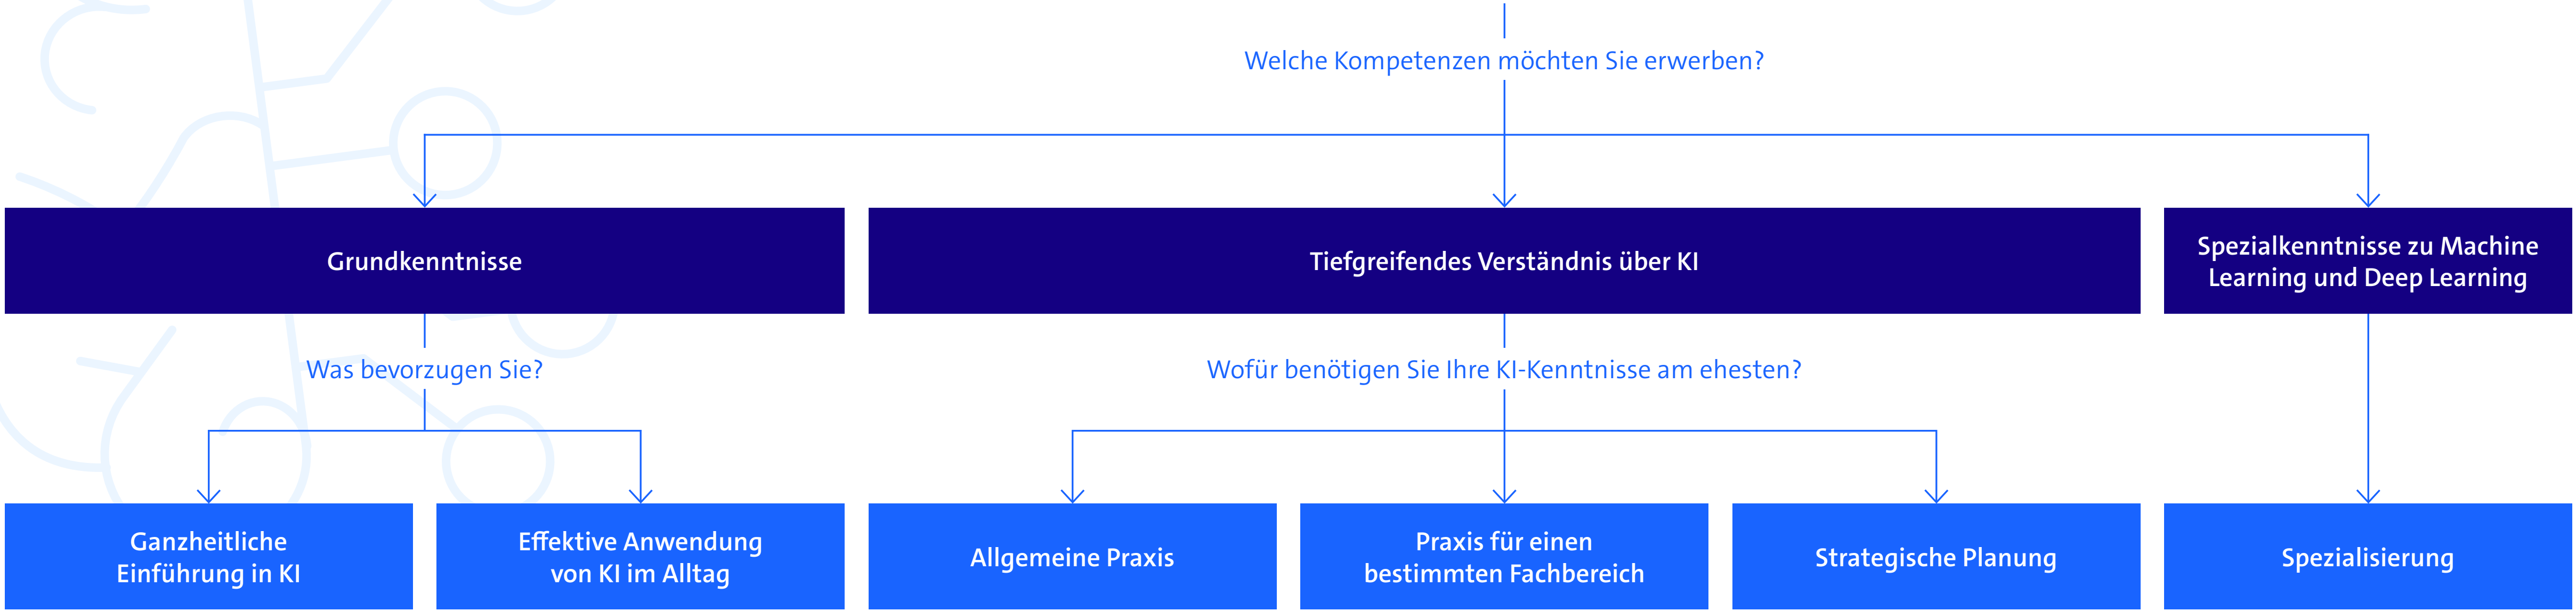 Welche Kompetenzen möchten Sie erwerben?
Grundkenntnisse
Tiefgreifendes Verständnis über KI
Spezialkenntnisse zu Machine
Learning und Deep Learning
Was bevorzugen Sie?
Wofür benötigen Sie Ihre KI-Kenntnisse am ehesten?
Ganzheitliche
Einführung in KI
Effektive Anwendung
von KI im Alltag
Allgemeine Praxis
Praxis für einen
bestimmten Fachbereich
Strategische Planung
Spezialisierung